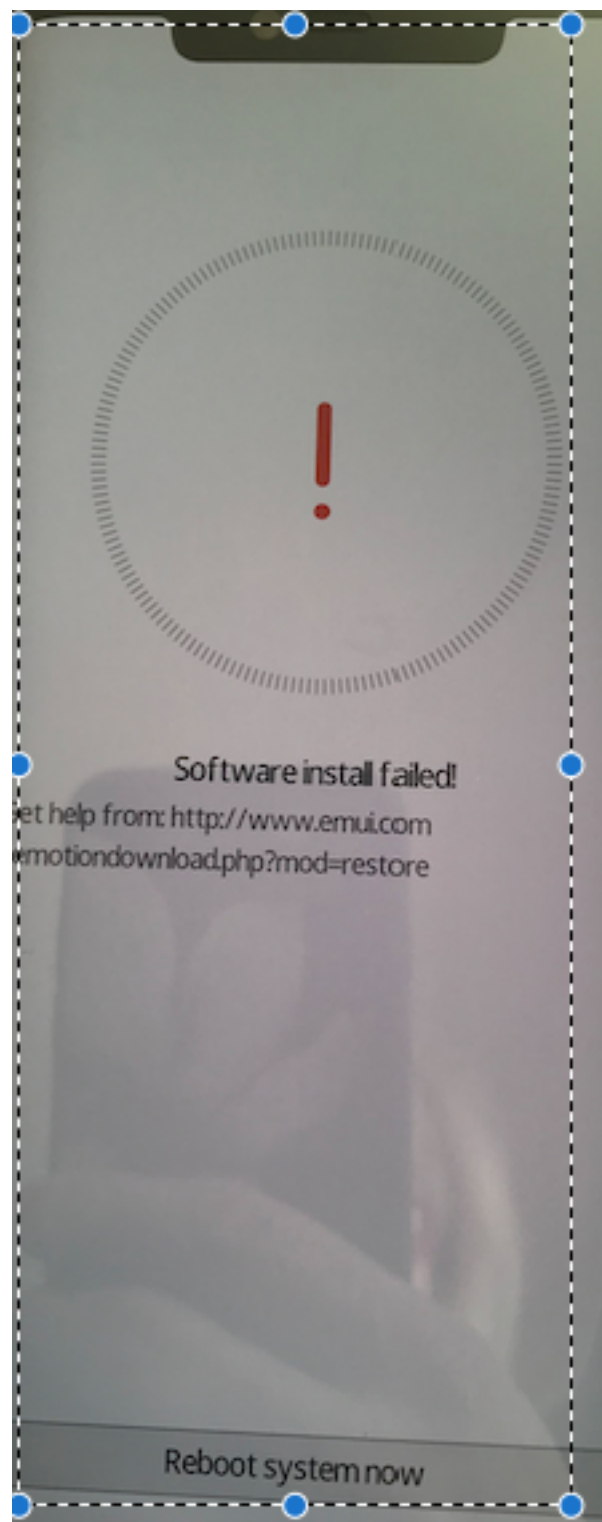 Software install failed!
et help from: http://www.emui.com
emotiondownload.php?mod=restore
Reboot system now